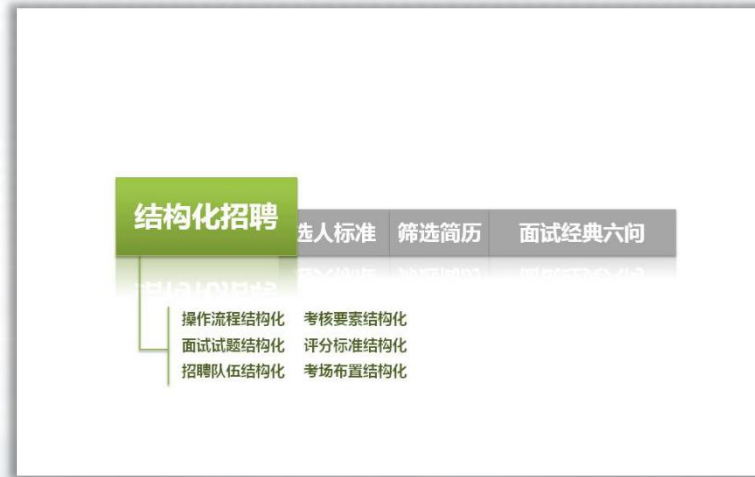 结构化招聘
选人标准 筛选简历 面试经典六问
操作流程结构化 考核要素结构化
面试试题结构化 评分标准结构化
招聘队伍结构化 考场布置结构化